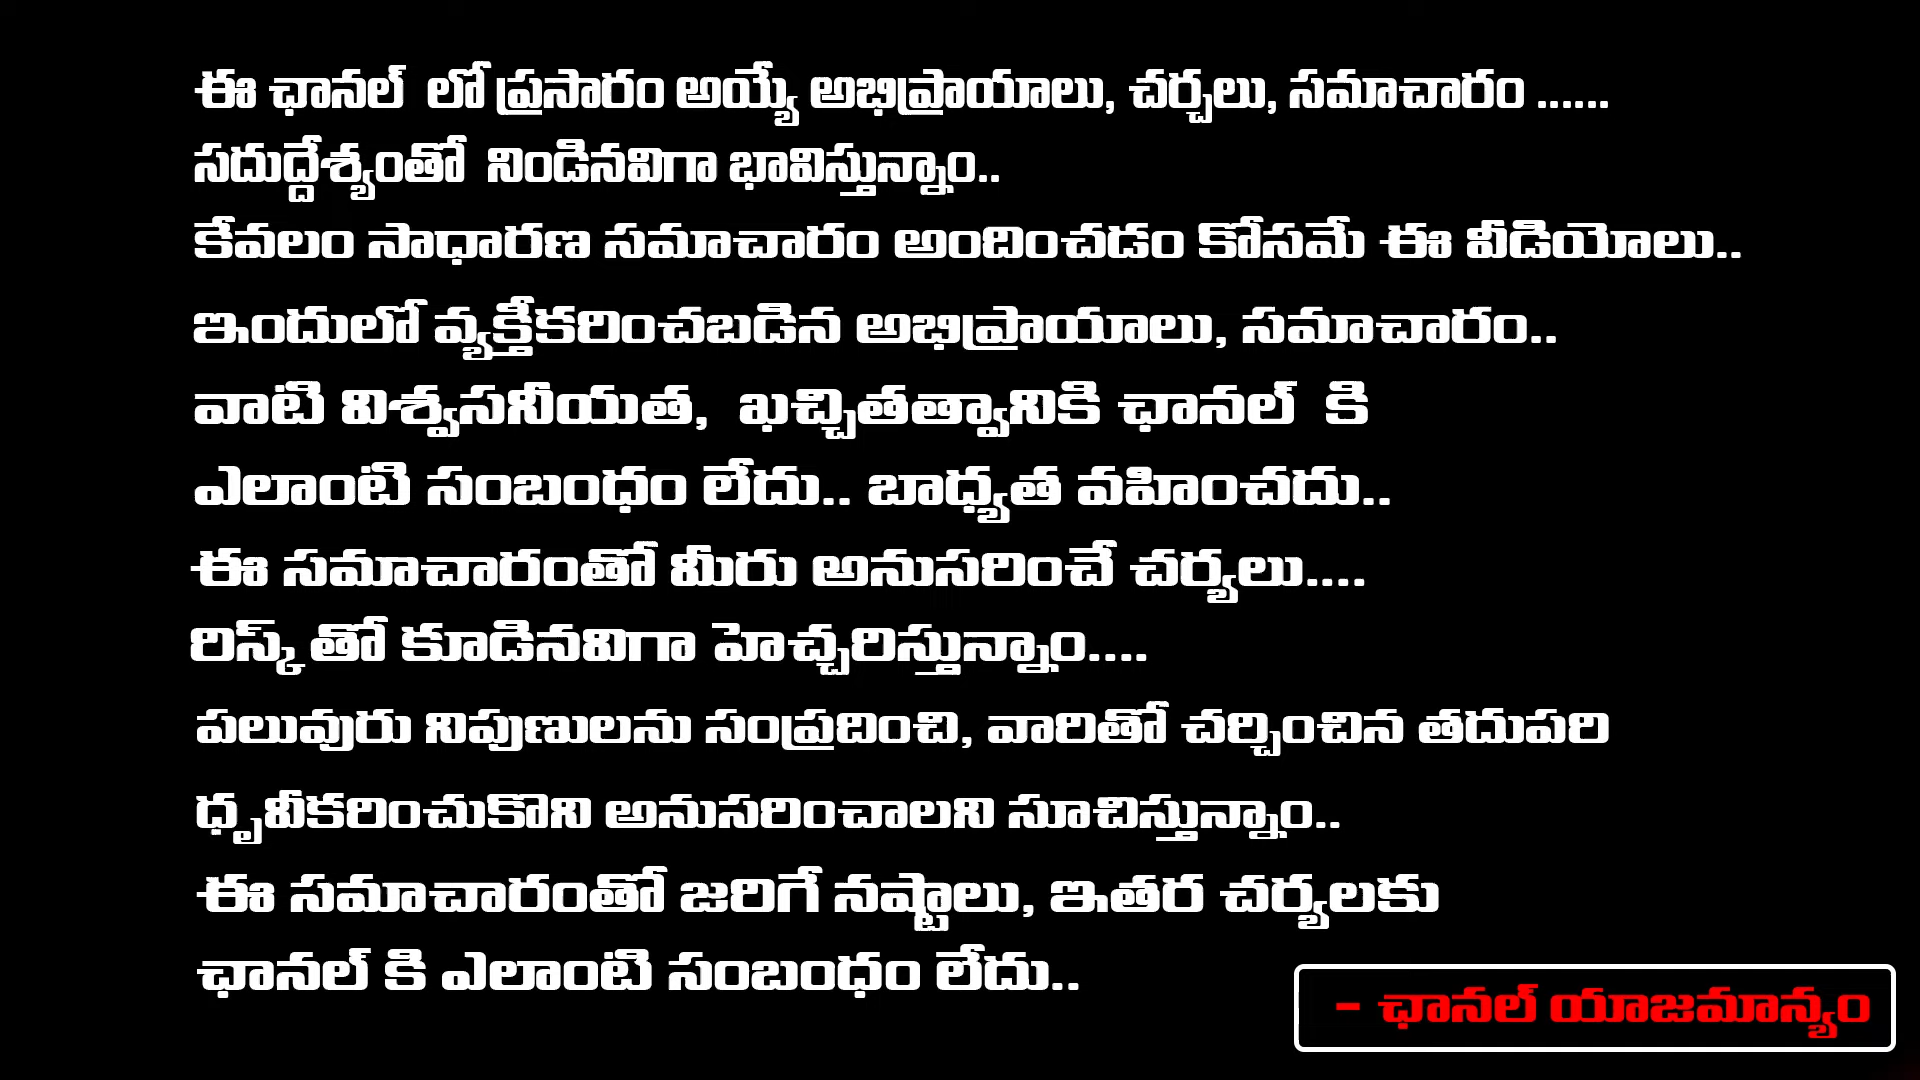 ఈ ఛానల్ లో ప్రసారం అయ్యే అభిప్రాయాలు, చర్చలు, సమాచారం ......
సదుద్దేశ్యంతో నిండినవిగా భావిస్తున్నాం..
కేవలం సాధారణ సమాచారం అందించడం కోసమే ఈ వీడియోలు..
ఇందులో వ్యక్తీకరించబడిన అభిప్రాయాలు, సమాచారం..
వాటి విశ్వసనీయత, ఖచ్చితత్వానికి ఛానల్ కి
ఎలాంటి సంబంధం లేదు.. బాధ్యత వహించదు..
ఈ సమాచారంతో మీరు అనుసరించే చర్యలు....
రిస్క్ తో కూడినవిగా హెచ్చరిస్తున్నాం....
పలువురు నిపుణులను సంప్రదించి, వారితో చర్చించిన తదుపరి
ధృవీకరించుకొని అనుసరించాలని సూచిస్తున్నాం..
ఈ సమాచారంతో జరిగే నష్టాలు, ఇతర చర్యలకు
ఛానల్ కి ఎలాంటి సంబంధం లేదు..
- ఛానల్ యాజమాన్యం